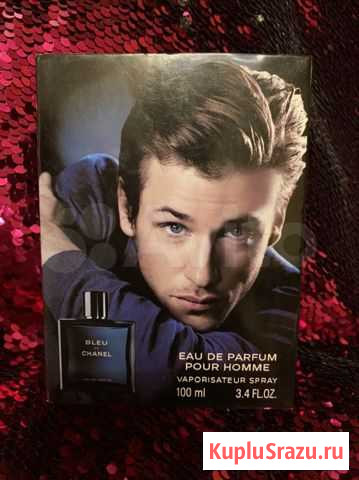 BLEU
DE
CHANEL
EAU DE PARFUM
POUR HOMME
VAPORISATEUR SPRAY
100 ml 3.4 FL.OZ.
KupluSrazu.ru